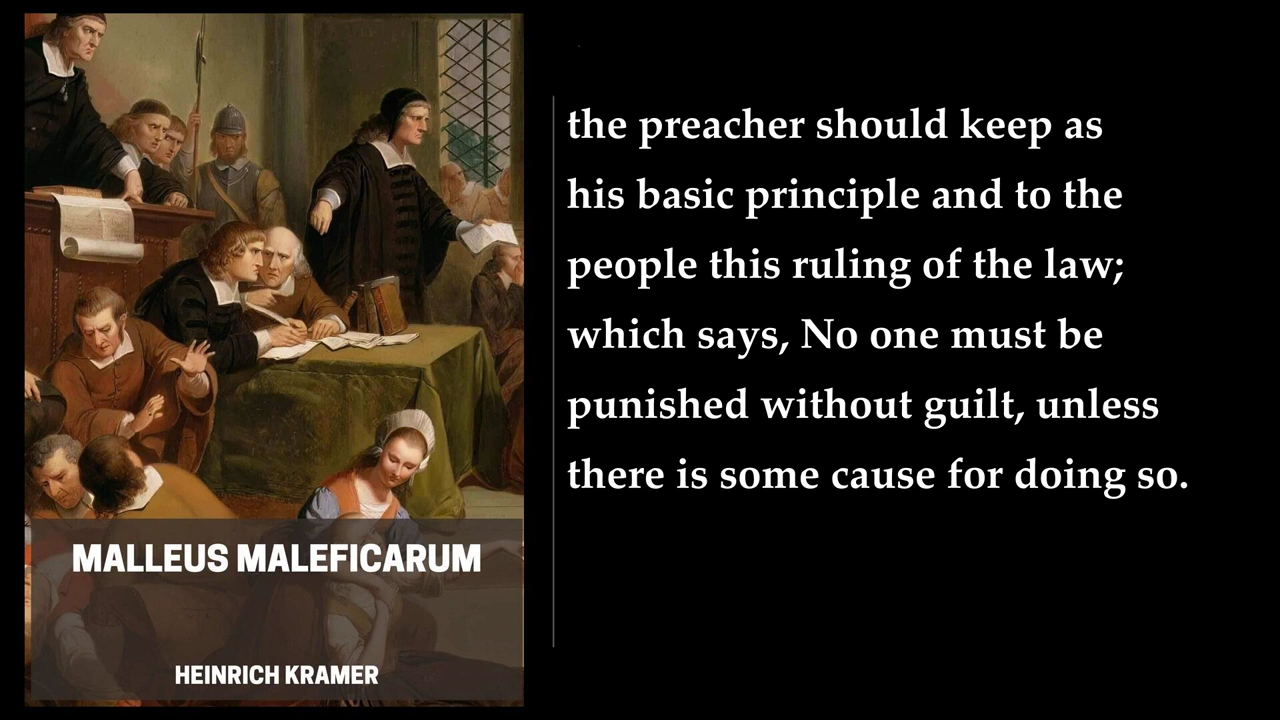 MALLEUS MALEFICARUM
HEINRICH KRAMER
the preacher should keep as
his basic principle and to the
people this ruling of the law;
which says, No one must be
punished without guilt, unless
there is some cause for doing so.